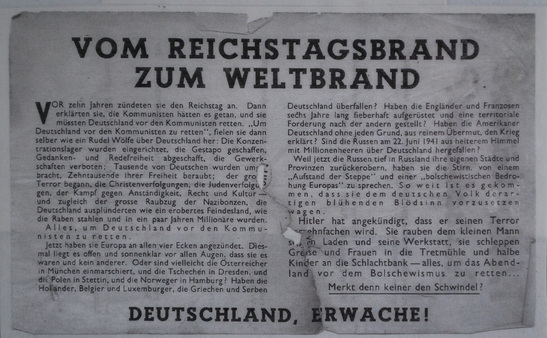 VOM REICHSTAGSBRAND
ZUM WELTBRAND
VOR zehn Jahren zündeten sie den Reichstag an. Dann
erklärten sie, die Kommunisten hätten es getan, und sie
müssten Deutschland vor den Kommunisten retten. „Um
Deutschland vor den Kommunisten zu retten", fielen sie dann
selber wie ein Rudel Wölfe über Deutschland her: Die Konzen-
trationslager wurden eingerichtet, die Gestapo geschaffen,
Gedanken- und Redefreiheit abgeschafft, die Gewerk-
schaften verboten: Tausende von Deutschen wurden um
bracht, Zehntausende ihrer Freiheit beraubt; der gro
Terror begann, die Christenverfolgungen, die Judenverfolgu
gen, der Kampf gegen Anständigkeit, Recht und Kultur—
und zugleich der grosse Raubzug der Nazibonzen, die
Deutschland ausplünderten wie ein erobertes Feindesland, wie
die Raben stahlen und in ein paar Jahren Millionäre wurden.
Alles, um Deutschland vor den Kommu-
nisten zu retten.
Jetzt haben sie Europa an allen vier Ecken angezündet. Dies-
mal liegt es offen und sonnenklar vor allen Augen, dass sie es
waren und kein anderer. Oder sind vielleicht die Österreicher
in München einmarschiert, und die Tschechen in Dresden, und
die Polen in Stettin, und die Norweger in Hamburg? Haben die
Holländer, Belgier und Luxemburger, die Griechen und Serben
Deutschland überfallen? Haben die Engländer und Franzosen
sechs Jahre lang fieberhaft aufgerüstet und eine territoriale
Forderung nach der andern gestellt? Haben die Amerikaner
Deutschland ohne jeden Grund, aus reinem Übermut, den Krieg
erklärt? Sind die Russen am 22. Juni 1941 aus heiterem Himmel
mit Millionenheeren über Deutschland hergefallen?
Weil jetzt die Russen tief in Russland ihre eigenen Städte und
Provinzen zurückerobern, haben sie die Stirn, von einem
„Aufstand der Steppe" und einer „bolschewistischen Bedro-
hung Europas" zu sprechen. So weit ist es gekom-
men, dass sie dem deutschen Volk derar-
tigen blühenden Blödsinn vorzusetzen
wagen.
Hitler hat angekündigt, dass er seinen Terror
nfachen wird. Sie rauben dem kleinen Mann
Laden und seine Werkstatt, sie schleppen
Greise und Frauen in die Tretmühle und halbe
Kinder an die Schlachtbank—alles, um das Abend-
land vor dem Bolschewismus zu retten...
Merkt denn keiner den Schwindel?
DEUTSCHLAND, ERWACHE!